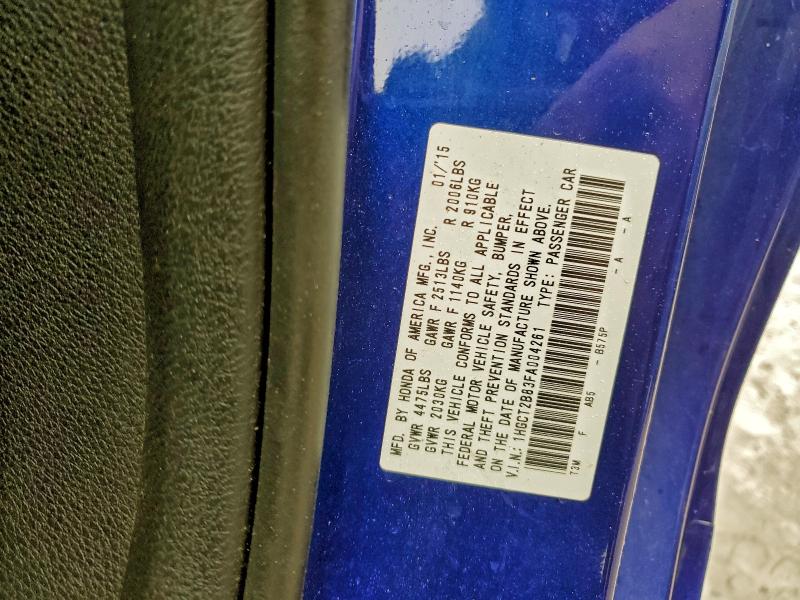 MFD. BY HONDA OF AMERICA MFG., INC. 01/'15
GVWR 4475LBS GAWR F 2513LBS R 2006LBS
GVWR 2030KG GAWR F 1140KG R 910KG
THIS VEHICLE CONFORMS TO ALL APPLICABLE
FEDERAL MOTOR VEHICLE SAFETY, BUMPER,
AND THEFT PREVENTION STANDARDS IN EFFECT
ON THE DATE OF MANUFACTURE SHOWN ABOVE.
V.I.N.: 1HGCT2B83FA004261 TYPE: PASSENGER CAR
T3M F AB5 - B575P - A - A